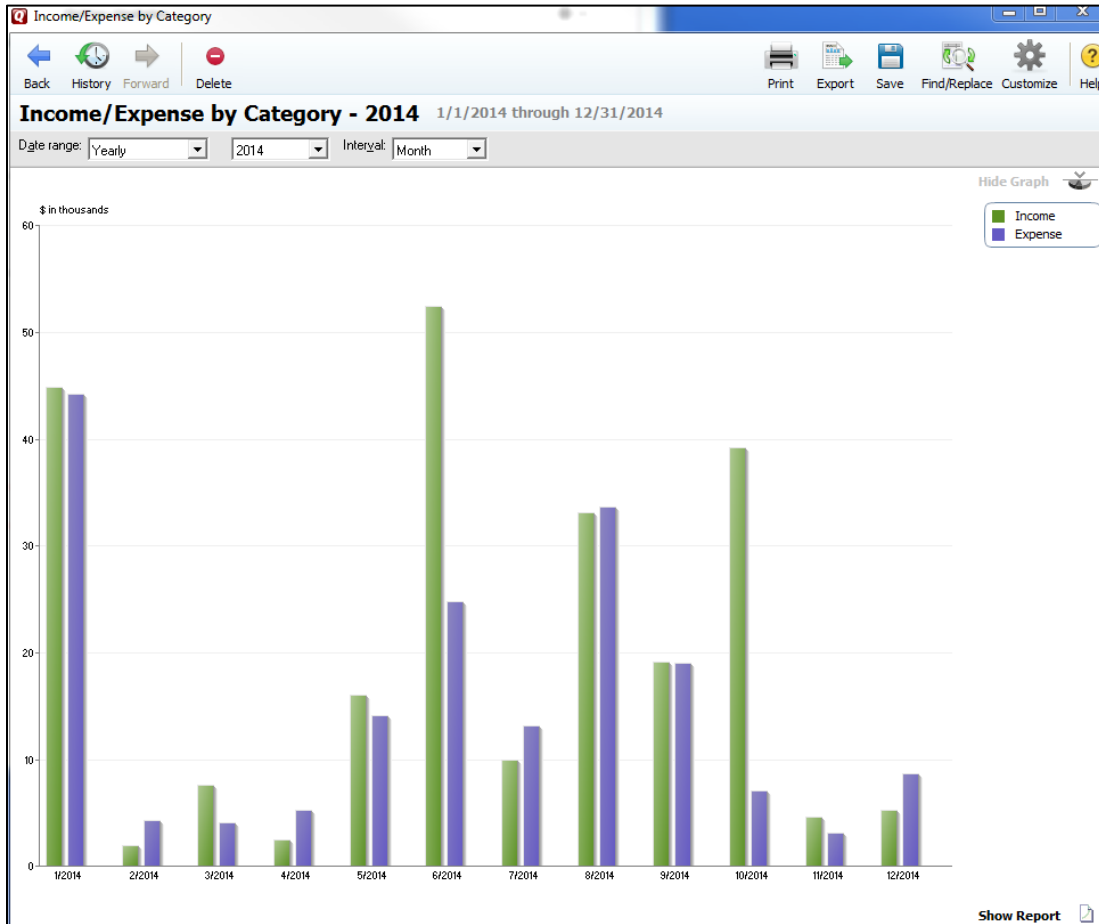 Income/Expense by Category
Back History Forward Delete Print Export Save Find/Replace Customize Help
Income/Expense by Category - 2014 1/1/2014 through 12/31/2014
Date range: Yearly 2014 Interval: Month
Hide Graph
$ in thousands
Income
Expense
60
50
40
30
20
10
0
1/2014 2/2014 3/2014 4/2014 5/2014 6/2014 7/2014 8/2014 9/2014 10/2014 11/2014 12/2014
Show Report